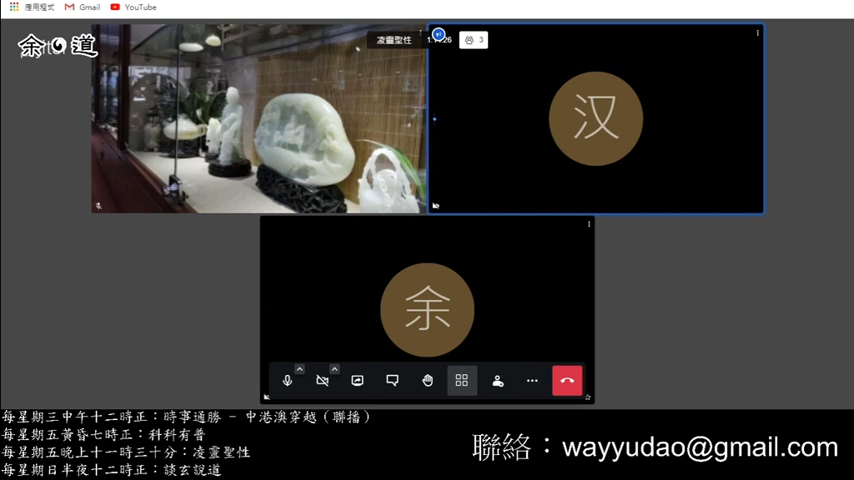 應用程式 Gmail YouTube
余 道
凌靈聖性
3
汉
余
每星期三中午十二時正：時事通勝 - 中港澳穿越（聯播）
每星期五黃昏七時正：科科有普
每星期五晚上十一時三十分：凌靈聖性
每星期日半夜十二時正：談玄說道
聯絡：wayyudao@gmail.com